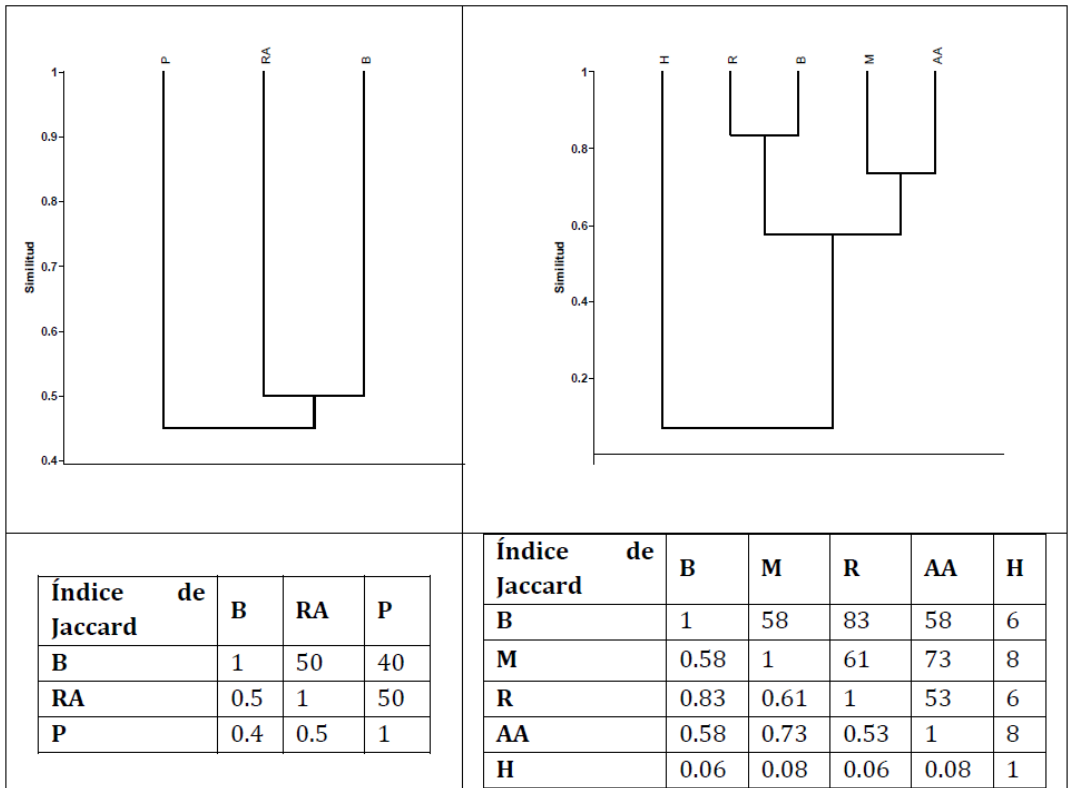 P RA B
Similitud
1
0.9
0.8
0.7
0.6
0.5
0.4
H R B M AA
Similitud
1
0.8
0.6
0.4
0.2
Índice de Jaccard B RA P
B 1 50 40
RA 0.5 1 50
P 0.4 0.5 1
Índice de Jaccard B M R AA H
B 1 58 83 58 6
M 0.58 1 61 73 8
R 0.83 0.61 1 53 6
AA 0.58 0.73 0.53 1 8
H 0.06 0.08 0.06 0.08 1